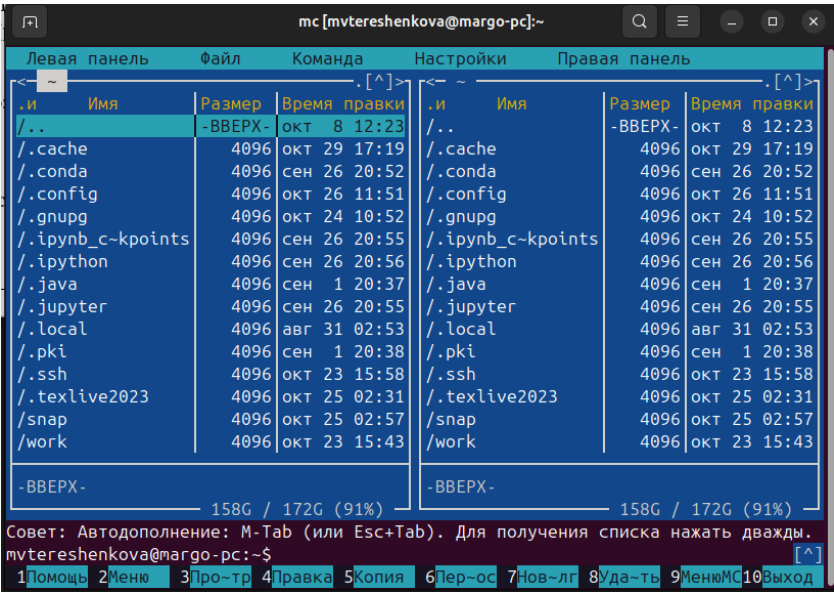 mc [mvtereshenkova@margo-pc]:~
Левая панель Файл Команда Настройки Правая панель
<- ~ .[^]> <- ~ .[^]>
.и Имя Размер Время правки .и Имя Размер Время правки
/.. -ВВЕРХ- окт 8 12:23 /.. -ВВЕРХ- окт 8 12:23
/.cache 4096 окт 29 17:19 /.cache 4096 окт 29 17:19
/.conda 4096 сен 26 20:52 /.conda 4096 сен 26 20:52
/.config 4096 окт 26 11:51 /.config 4096 окт 26 11:51
/.gnupg 4096 окт 24 10:52 /.gnupg 4096 окт 24 10:52
/.ipynb_c~kpoints 4096 сен 26 20:55 /.ipynb_c~kpoints 4096 сен 26 20:55
/.ipython 4096 сен 26 20:56 /.ipython 4096 сен 26 20:56
/.java 4096 сен 1 20:37 /.java 4096 сен 1 20:37
/.jupyter 4096 сен 26 20:55 /.jupyter 4096 сен 26 20:55
/.local 4096 авг 31 02:53 /.local 4096 авг 31 02:53
/.pki 4096 сен 1 20:38 /.pki 4096 сен 1 20:38
/.ssh 4096 окт 23 15:58 /.ssh 4096 окт 23 15:58
/.texlive2023 4096 окт 25 02:31 /.texlive2023 4096 окт 25 02:31
/snap 4096 окт 25 02:57 /snap 4096 окт 25 02:57
/work 4096 окт 23 15:43 /work 4096 окт 23 15:43
-ВВЕРХ- -ВВЕРХ-
158G / 172G (91%) 158G / 172G (91%)
Совет: Автодополнение: M-Tab (или Esc+Tab). Для получения списка нажать дважды.
mvtereshenkova@margo-pc:~$ [^]
1Помощь 2Меню 3Про~тр 4Правка 5Копия 6Пер~ос 7Нов~лг 8Уда~ть 9МенюMC 10Выход